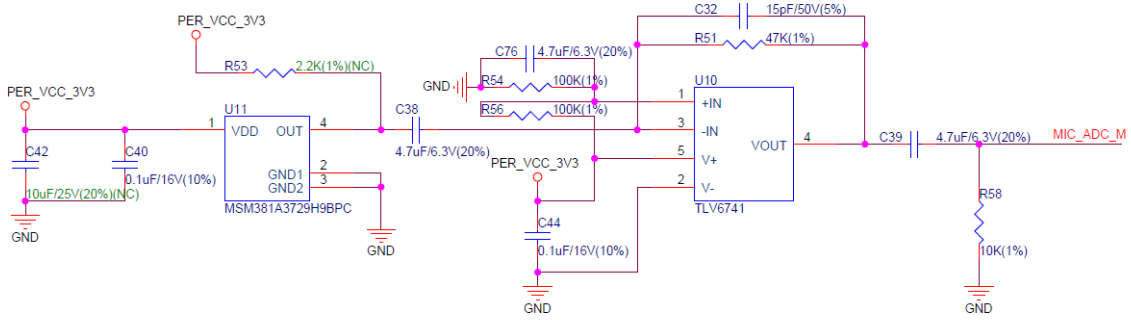 PER_VCC_3V3
R53
2.2K(1%)(NC)
PER_VCC_3V3
C42
10uF/25V(20%)(NC)
GND
C40
0.1uF/16V(10%)
U11
1
VDD
OUT
4
GND1
2
GND2
3
MSM381A3729H9BPC
GND
C38
4.7uF/6.3V(20%)
C76
4.7uF/6.3V(20%)
GND
R54
100K(1%)
R56
100K(1%)
PER_VCC_3V3
C44
0.1uF/16V(10%)
GND
C32
15pF/50V(5%)
R51
47K(1%)
U10
1
+IN
3
-IN
5
V+
2
V-
VOUT
4
TLV6741
C39
4.7uF/6.3V(20%)
MIC_ADC_M
R58
10K(1%)
GND